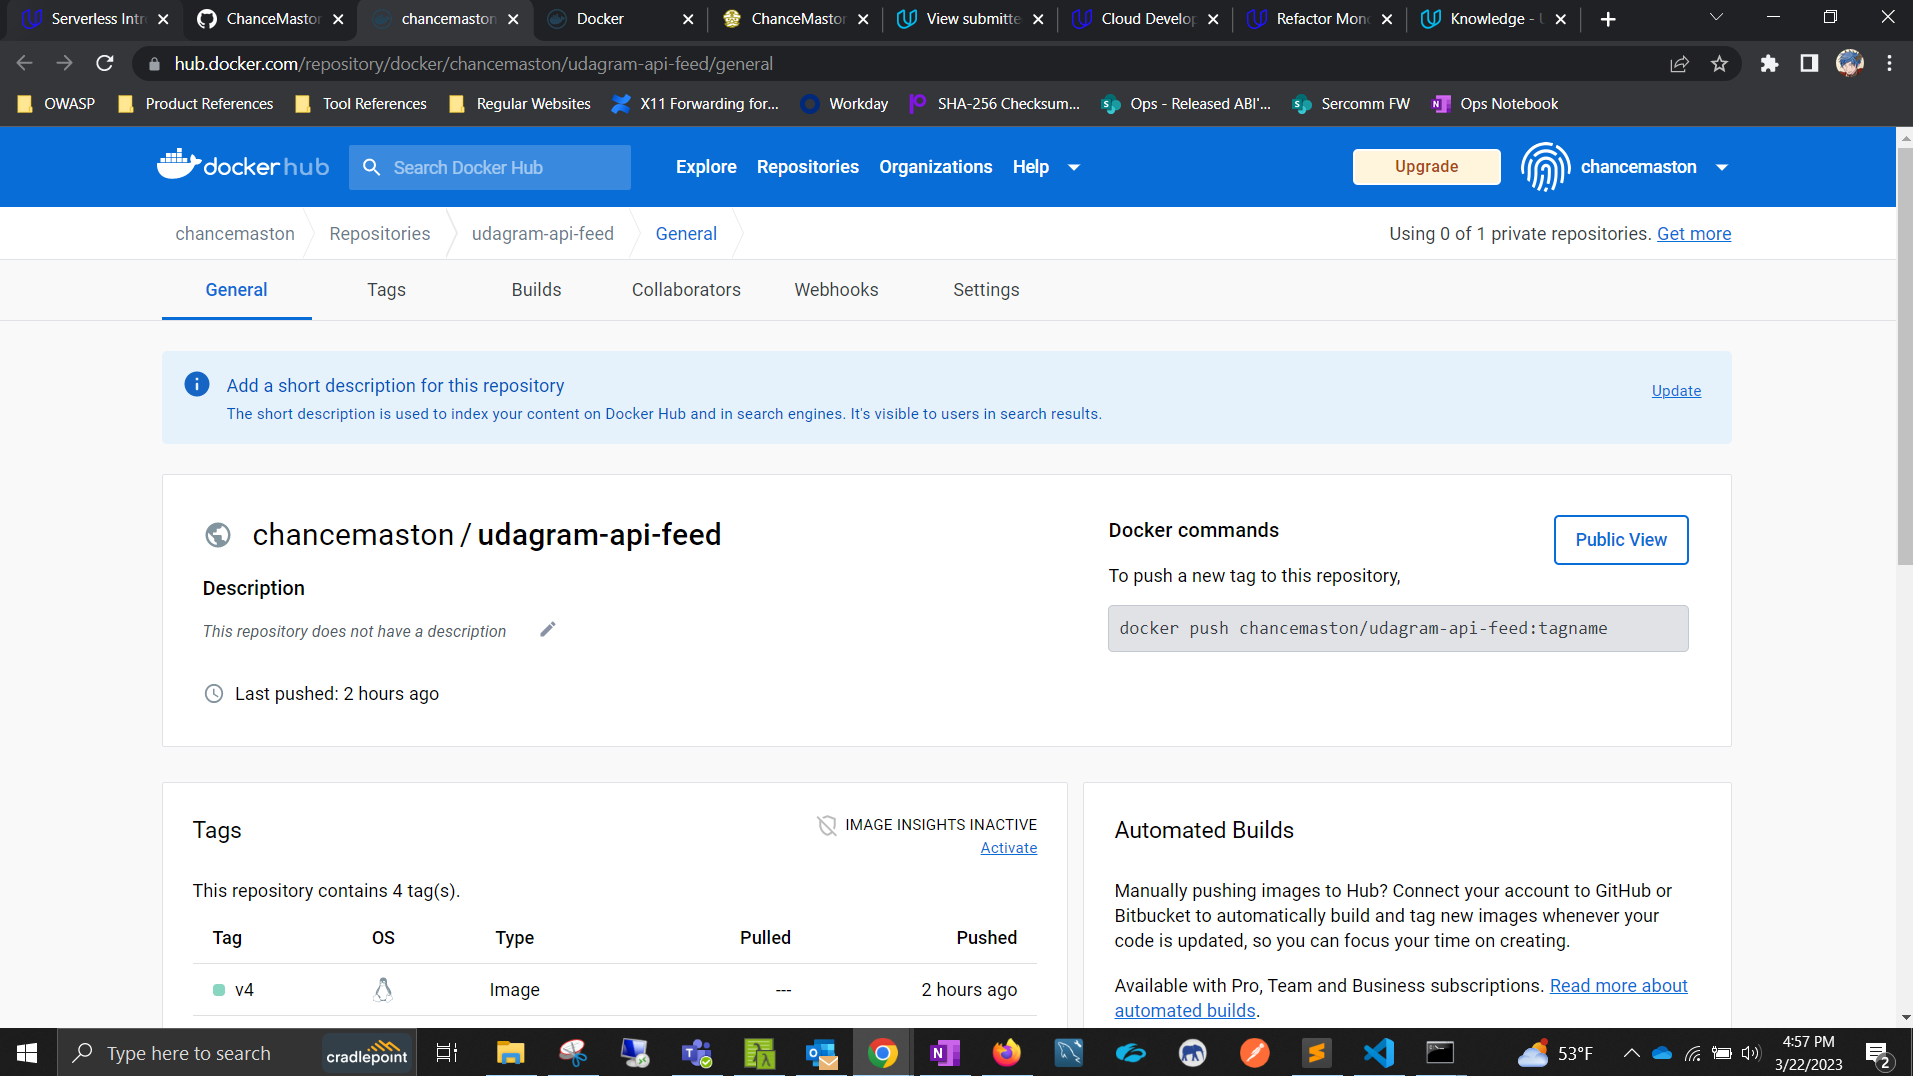 Serverless Intr
ChanceMaston
chancemaston
Docker
ChanceMaston
View submitte
Cloud Develop
Refactor Mono
Knowledge - U
hub.docker.com/repository/docker/chancemaston/udagram-api-feed/general
OWASP
Product References
Tool References
Regular Websites
X11 Forwarding for...
Workday
SHA-256 Checksum...
Ops - Released ABI'...
Sercomm FW
Ops Notebook
dockerhub
Search Docker Hub
Explore
Repositories
Organizations
Help
Upgrade
chancemaston
chancemaston
Repositories
udagram-api-feed
General
Using 0 of 1 private repositories. Get more
General
Tags
Builds
Collaborators
Webhooks
Settings
Add a short description for this repository
The short description is used to index your content on Docker Hub and in search engines. It's visible to users in search results.
Update
chancemaston / udagram-api-feed
Description
This repository does not have a description
Last pushed: 2 hours ago
Docker commands
Public View
To push a new tag to this repository,
docker push chancemaston/udagram-api-feed:tagname
Tags
IMAGE INSIGHTS INACTIVE
Activate
This repository contains 4 tag(s).
Tag OS Type Pulled Pushed
v4 Image --- 2 hours ago
Automated Builds
Manually pushing images to Hub? Connect your account to GitHub or
Bitbucket to automatically build and tag new images whenever your
code is updated, so you can focus your time on creating.
Available with Pro, Team and Business subscriptions. Read more about
automated builds.
Type here to search
cradlepoint
53°F
4:57 PM
3/22/2023
2